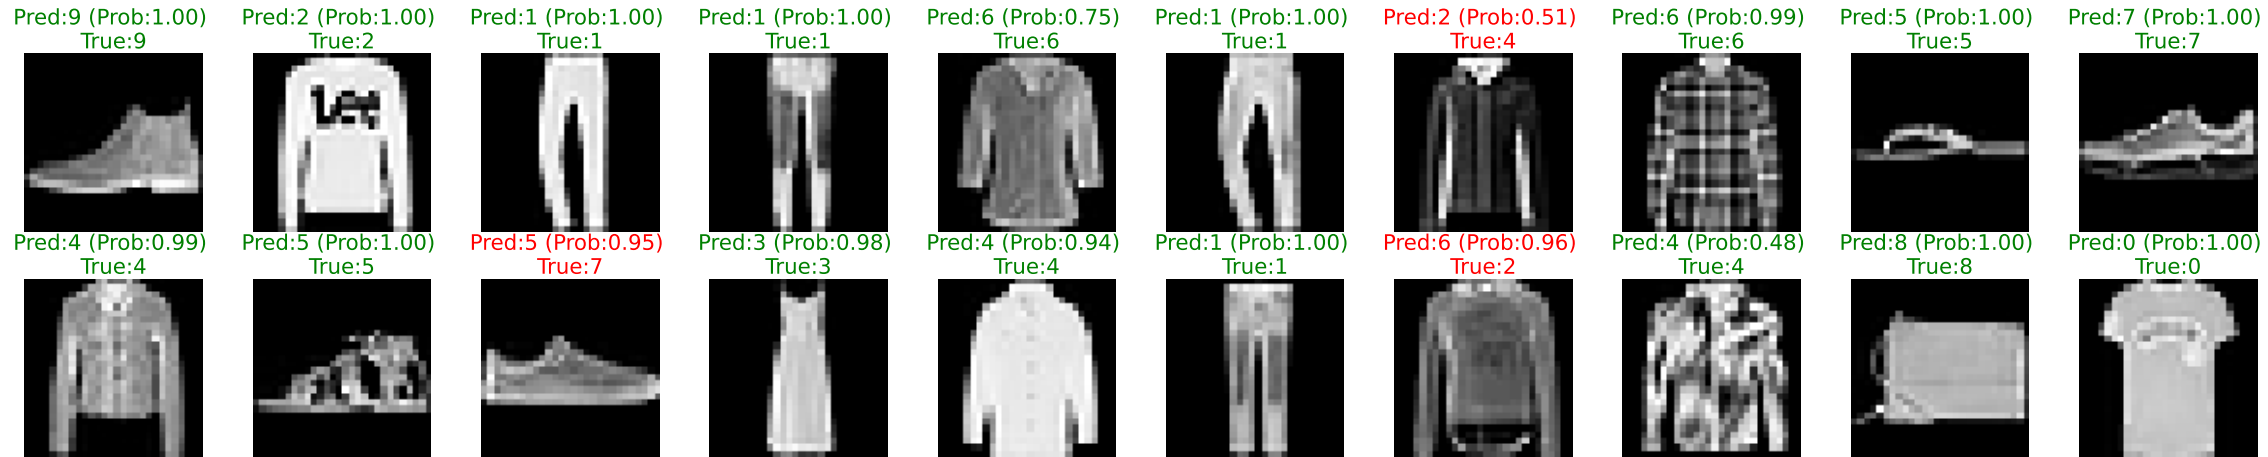 Pred:9 (Prob:1.00) Pred:2 (Prob:1.00) Pred:1 (Prob:1.00) Pred:1 (Prob:1.00) Pred:6 (Prob:0.75) Pred:1 (Prob:1.00) Pred:2 (Prob:0.51) Pred:6 (Prob:0.99) Pred:5 (Prob:1.00) Pred:7 (Prob:1.00)
True:9 True:2 True:1 True:1 True:6 True:1 True:4 True:6 True:5 True:7
Lee
Pred:4 (Prob:0.99) Pred:5 (Prob:1.00) Pred:5 (Prob:0.95) Pred:3 (Prob:0.98) Pred:4 (Prob:0.94) Pred:1 (Prob:1.00) Pred:6 (Prob:0.96) Pred:4 (Prob:0.48) Pred:8 (Prob:1.00) Pred:0 (Prob:1.00)
True:4 True:5 True:7 True:3 True:4 True:1 True:2 True:4 True:8 True:0